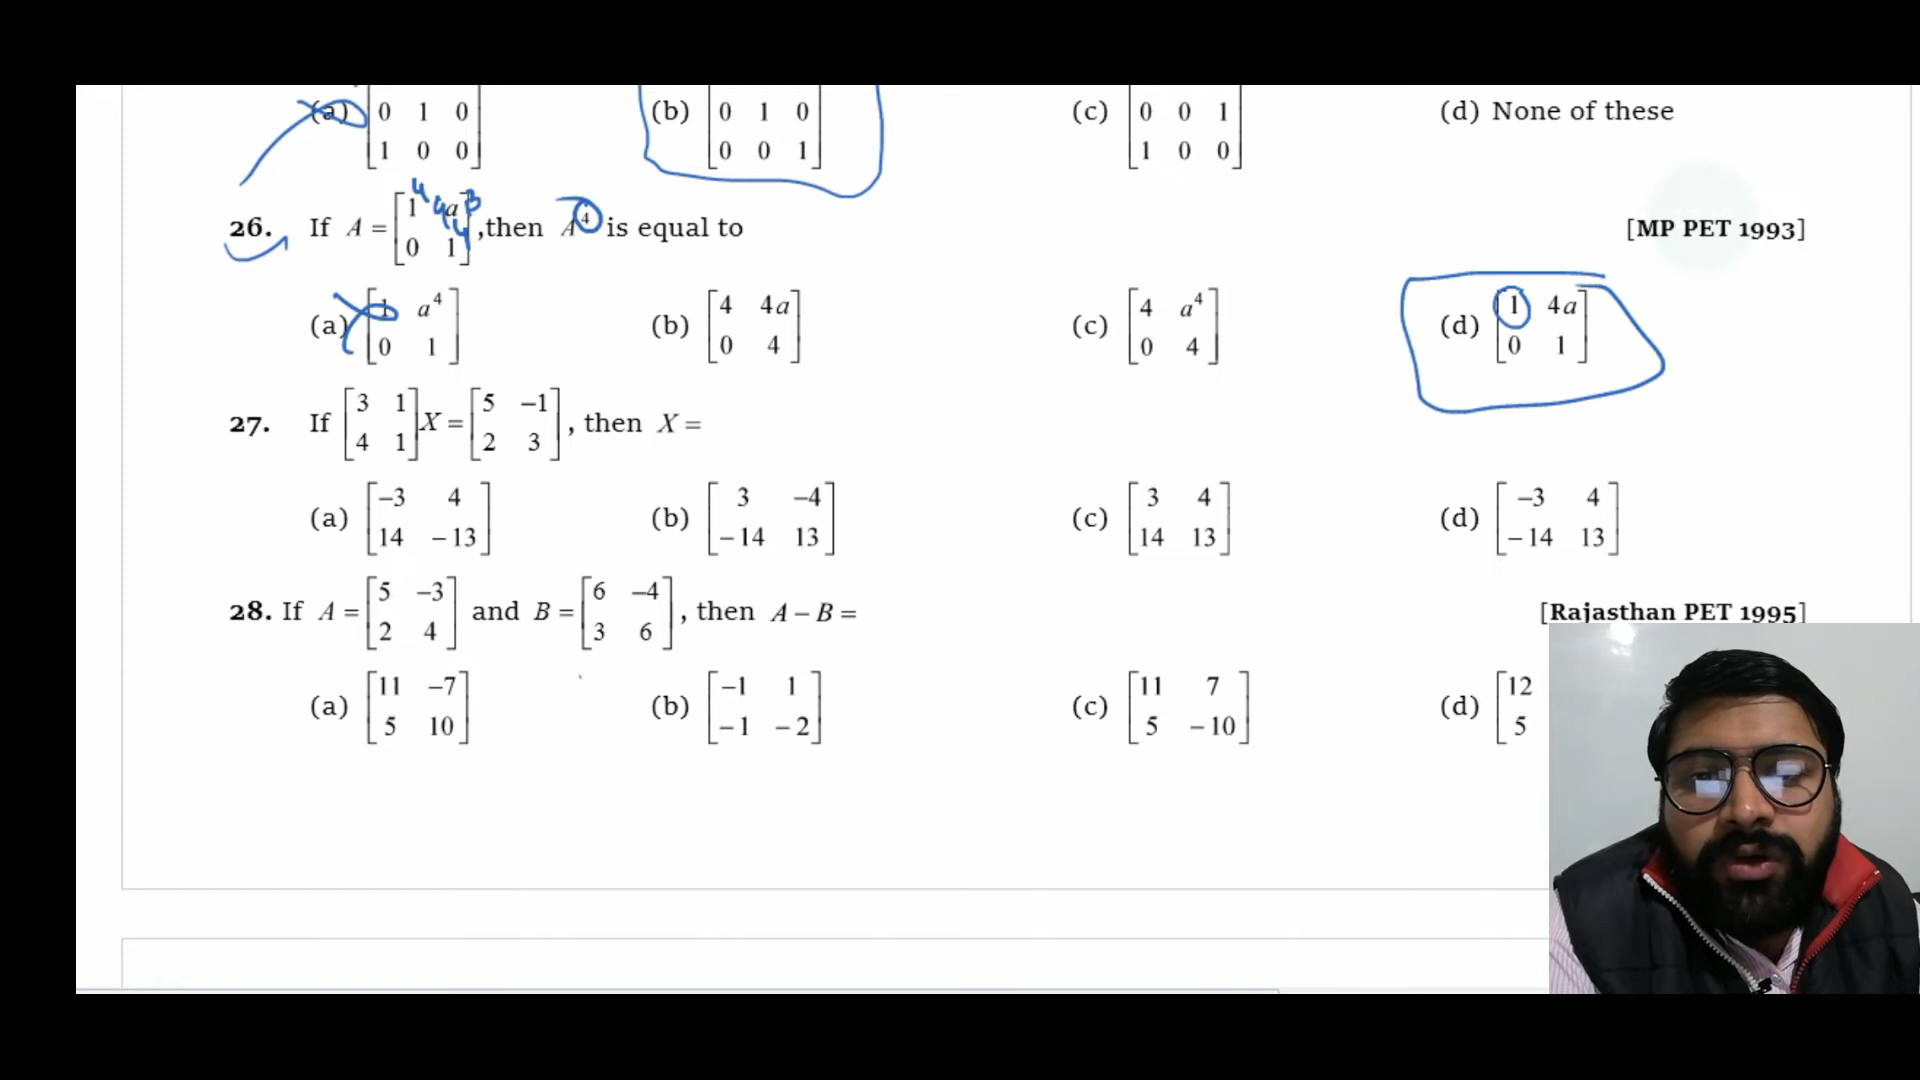 (a) [0 1 0 (b) [0 1 0 (c) [0 0 1 (d) None of these
1 0 0] 0 0 1] 1 0 0]
26. If A = [1 a ,then A⁴ is equal to [MP PET 1993]
0 1]
(a) [1 a⁴ (b) [4 4a (c) [4 a⁴ (d) [1 4a
0 1] 0 4] 0 4] 0 1]
27. If [3 1 X = [5 −1 , then X =
4 1] 2 3]
(a) [−3 4 (b) [3 −4 (c) [3 4 (d) [−3 4
14 −13] −14 13] 14 13] −14 13]
28. If A = [5 −3 and B = [6 −4 , then A − B = [Rajasthan PET 1995]
2 4] 3 6]
(a) [11 −7 (b) [−1 1 (c) [11 7 (d) [12
5 10] −1 −2] 5 −10] 5